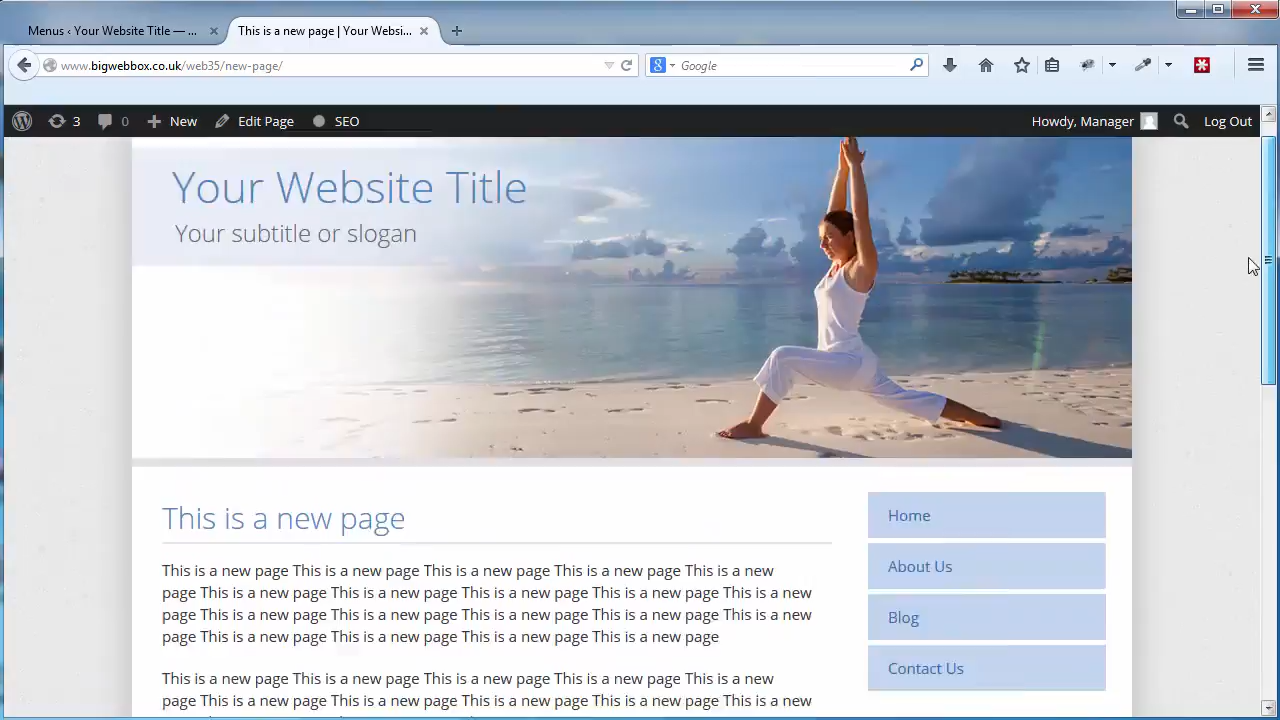 Menus ‹ Your Website Title — ...
This is a new page | Your Websi...
www.bigwebbox.co.uk/web35/new-page/
8 Google
3 0 New Edit Page SEO Howdy, Manager Log Out
Your Website Title
Your subtitle or slogan
This is a new page
This is a new page This is a new page This is a new page This is a new page This is a new
page This is a new page This is a new page This is a new page This is a new page This is a new
page This is a new page This is a new page This is a new page This is a new page This is a new
page This is a new page This is a new page This is a new page This is a new page
This is a new page This is a new page This is a new page This is a new page This is a new
page This is a new page This is a new page This is a new page This is a new page This is a new
Home
About Us
Blog
Contact Us